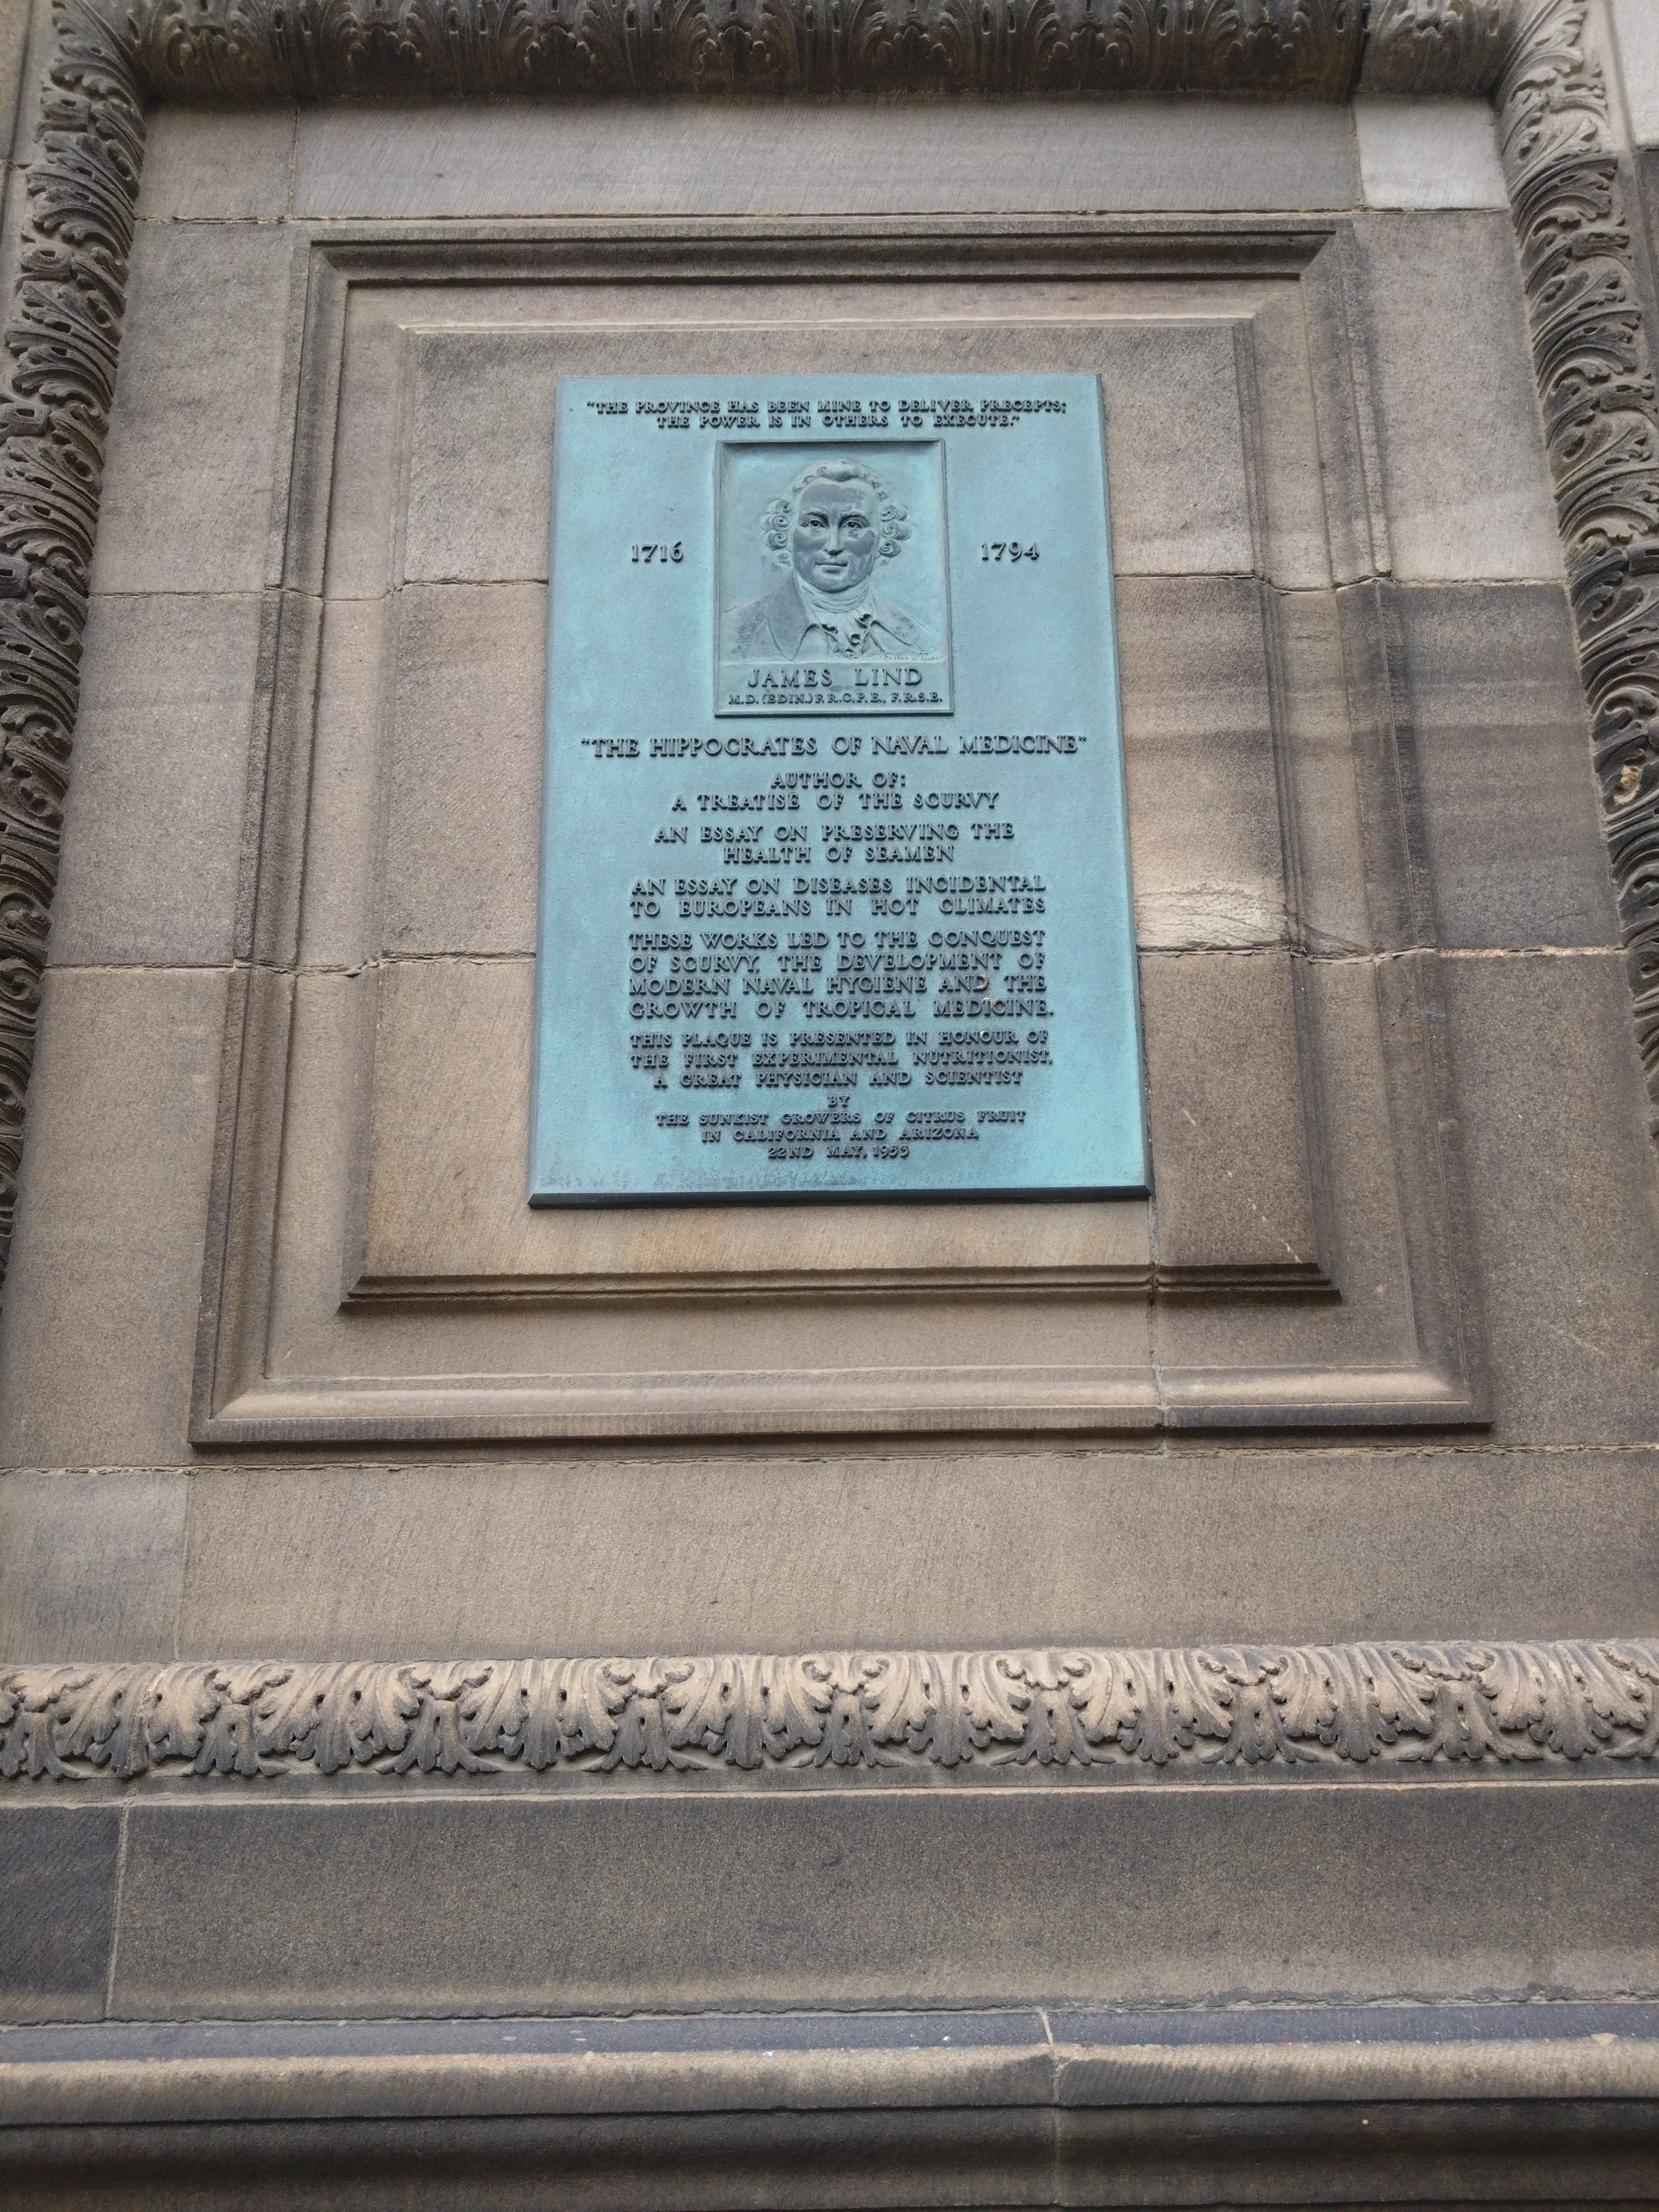 "THE PROVINCE HAS BEEN MINE TO DELIVER PRECEPTS;
THE POWER IS IN OTHERS TO EXECUTE."
1716
1794
JAMES LIND
M.D. (EDIN.) F.R.C.P.E., F.R.S.E.
"THE HIPPOCRATES OF NAVAL MEDICINE"
AUTHOR OF:
A TREATISE OF THE SCURVY
AN ESSAY ON PRESERVING THE
HEALTH OF SEAMEN
AN ESSAY ON DISEASES INCIDENTAL
TO EUROPEANS IN HOT CLIMATES
THESE WORKS LED TO THE CONQUEST
OF SCURVY, THE DEVELOPMENT OF
MODERN NAVAL HYGIENE AND THE
GROWTH OF TROPICAL MEDICINE.
THIS PLAQUE IS PRESENTED IN HONOUR OF
THE FIRST EXPERIMENTAL NUTRITIONIST,
A GREAT PHYSICIAN AND SCIENTIST
BY
THE SUNKIST GROWERS OF CITRUS FRUIT
IN CALIFORNIA AND ARIZONA
22ND MAY, 1953